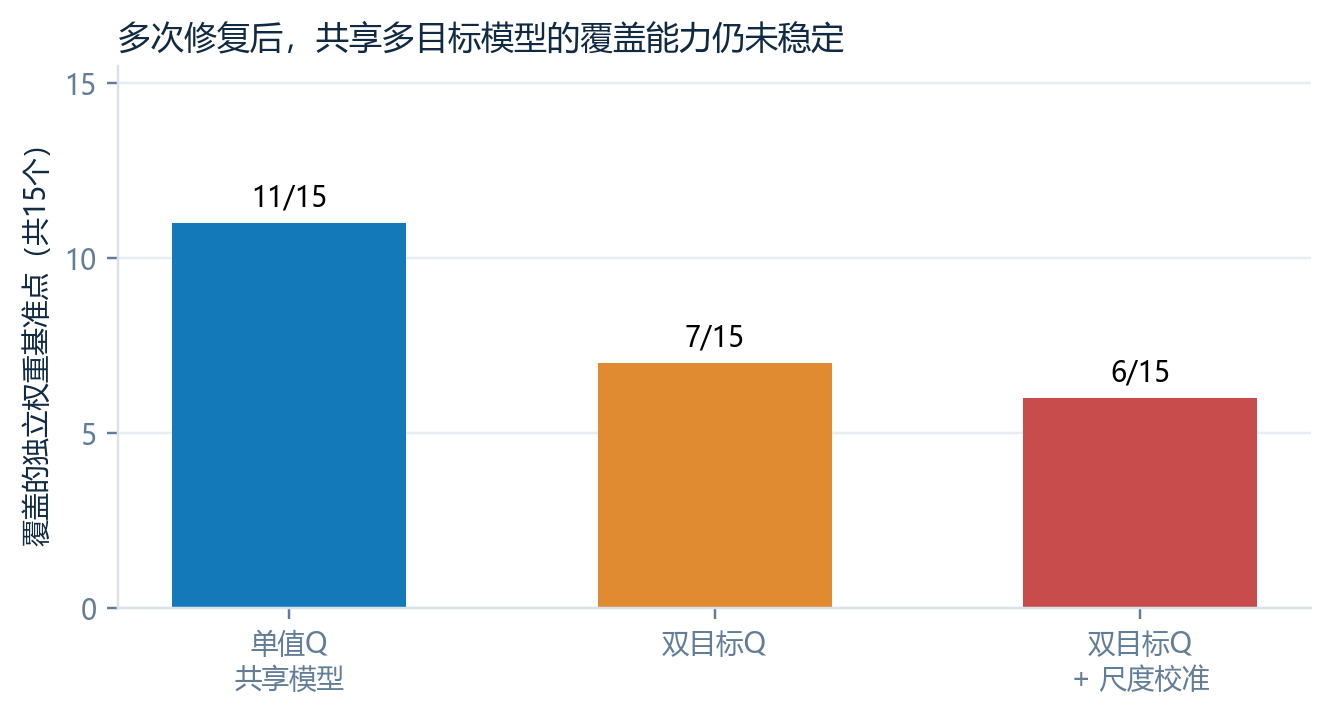 多次修复后，共享多目标模型的覆盖能力仍未稳定
覆盖的独立权重基准点（共15个）
15
10
5
0
11/15
7/15
6/15
单值Q
共享模型
双目标Q
双目标Q
+ 尺度校准